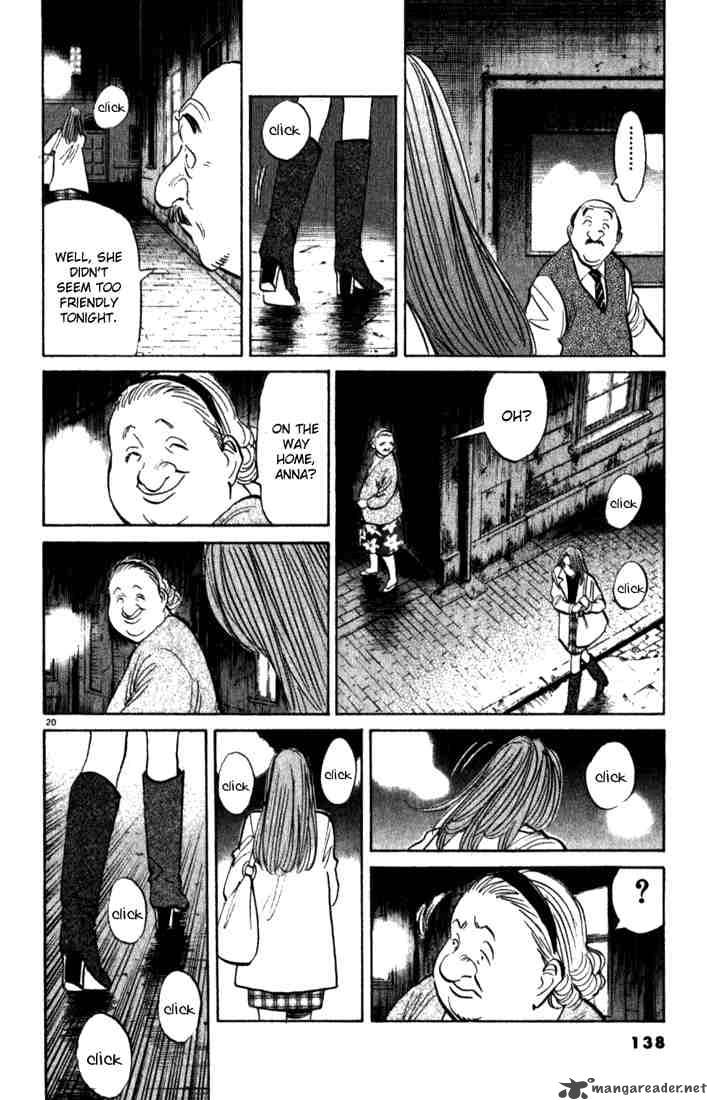 .......
click
click
WELL, SHE
DIDN'T
SEEM TOO
FRIENDLY
TONIGHT.
OH?
click
click
ON THE
WAY
HOME,
ANNA?
20
click
click
click
?
click
click
click
138
mangareader.net